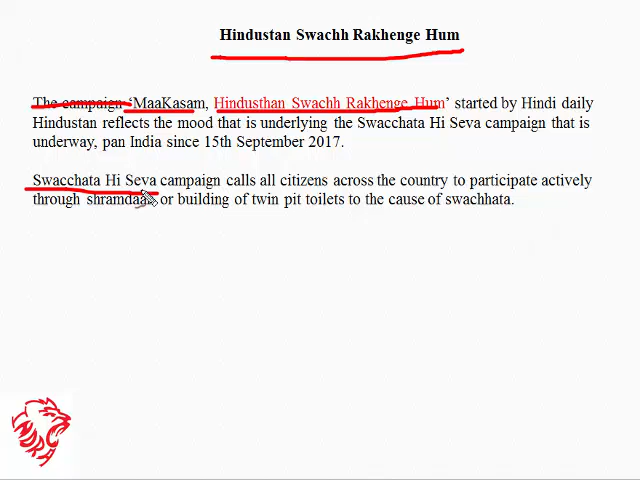 Hindustan Swachh Rakhenge Hum
The campaign ‘MaaKasam, Hindusthan Swachh Rakhenge Hum’ started by Hindi daily
Hindustan reflects the mood that is underlying the Swacchata Hi Seva campaign that is
underway, pan India since 15th September 2017.
Swacchata Hi Seva campaign calls all citizens across the country to participate actively
through shramdaan or building of twin pit toilets to the cause of swachhata.